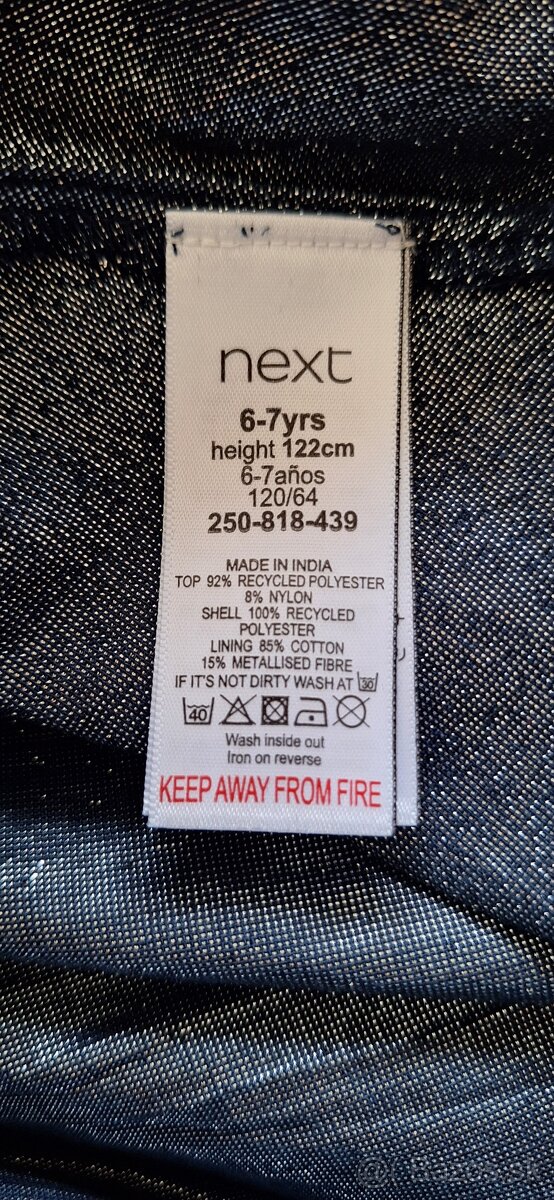 next
6-7yrs
height 122cm
6-7años
120/64
250-818-439
MADE IN INDIA
TOP 92% RECYCLED POLYESTER
8% NYLON
SHELL 100% RECYCLED
POLYESTER
LINING 85% COTTON
15% METALLISED FIBRE
IF IT'S NOT DIRTY WASH AT 30
40
Wash inside out
Iron on reverse
KEEP AWAY FROM FIRE